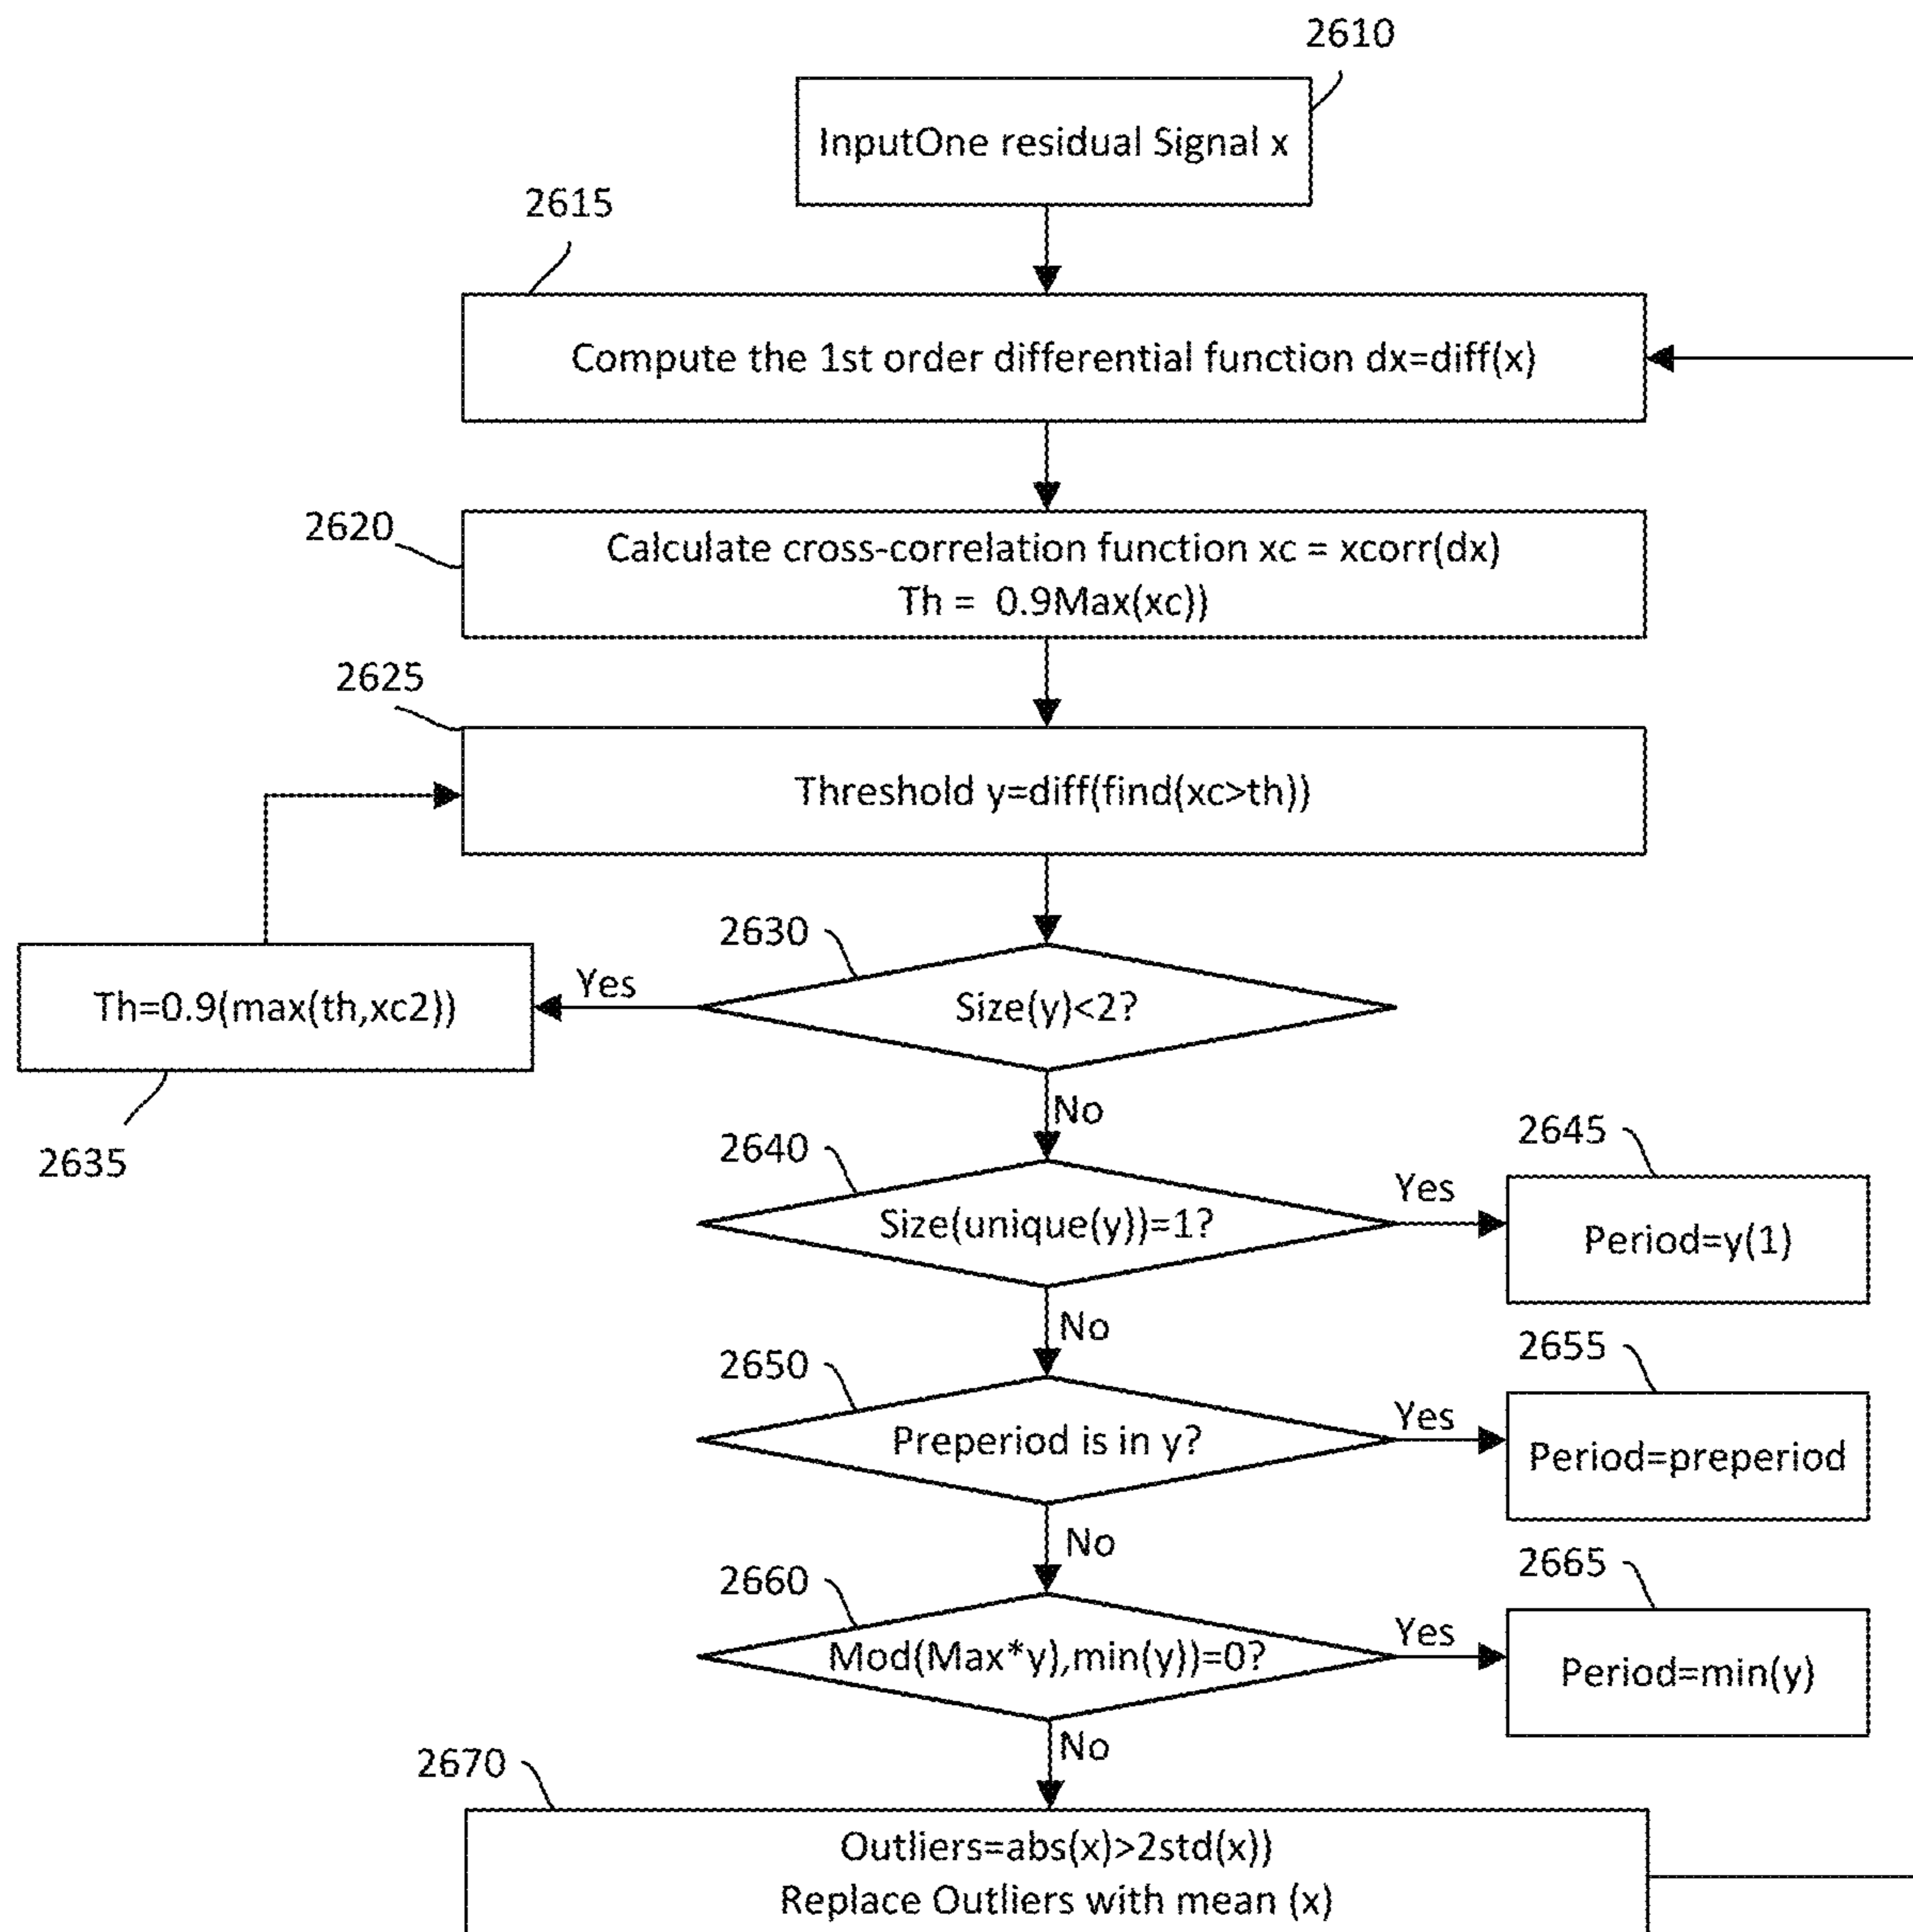 2610
InputOne residual Signal x
2615
Compute the 1st order differential function dx=diff(x)
2620
Calculate cross-correlation function xc = xcorr(dx)
Th = 0.9Max(xc))
2625
Threshold y=diff(find(xc>th))
2630
Size(y)<2?
Yes
Th=0.9(max(th,xc2))
2635
No
2640
Size(unique(y))=1?
Yes
2645
Period=y(1)
No
2650
Preperiod is in y?
Yes
2655
Period=preperiod
No
2660
Mod(Max*y),min(y))=0?
Yes
2665
Period=min(y)
No
2670
Outliers=abs(x)>2std(x))
Replace Outliers with mean (x)